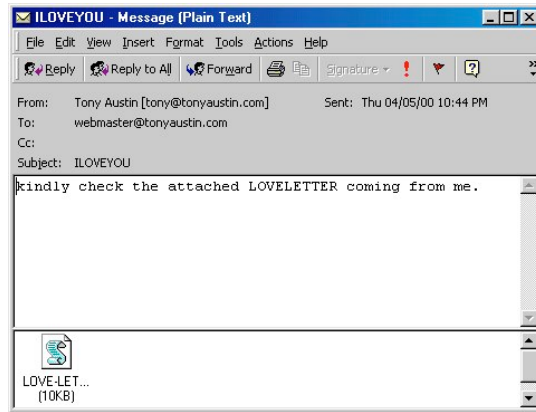 ILOVEYOU - Message (Plain Text)
File Edit View Insert Format Tools Actions Help
Reply Reply to All Forward Signature
From: Tony Austin [tony@tonyaustin.com] Sent: Thu 04/05/00 10:44 PM
To: webmaster@tonyaustin.com
Cc:
Subject: ILOVEYOU
kindly check the attached LOVELETTER coming from me.
LOVE-LET...
(10KB)